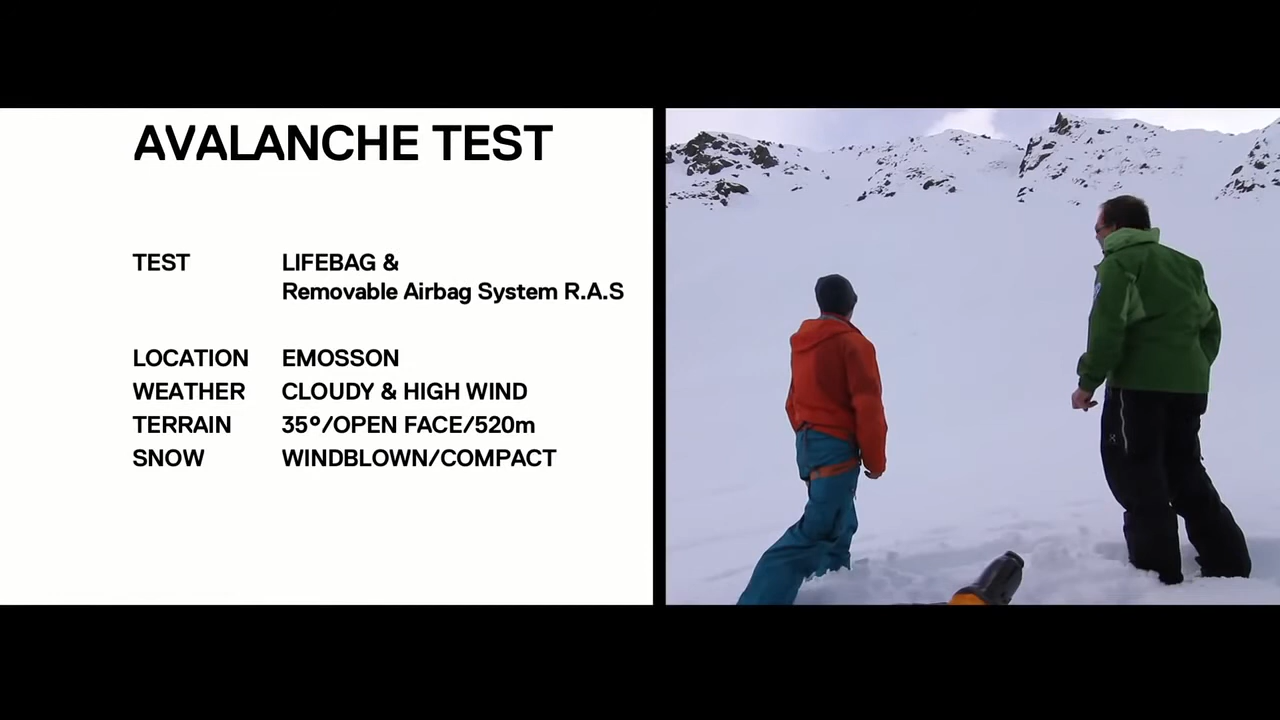 AVALANCHE TEST
TEST LIFEBAG &
Removable Airbag System R.A.S
LOCATION EMOSSON
WEATHER CLOUDY & HIGH WIND
TERRAIN 35°/OPEN FACE/520m
SNOW WINDBLOWN/COMPACT